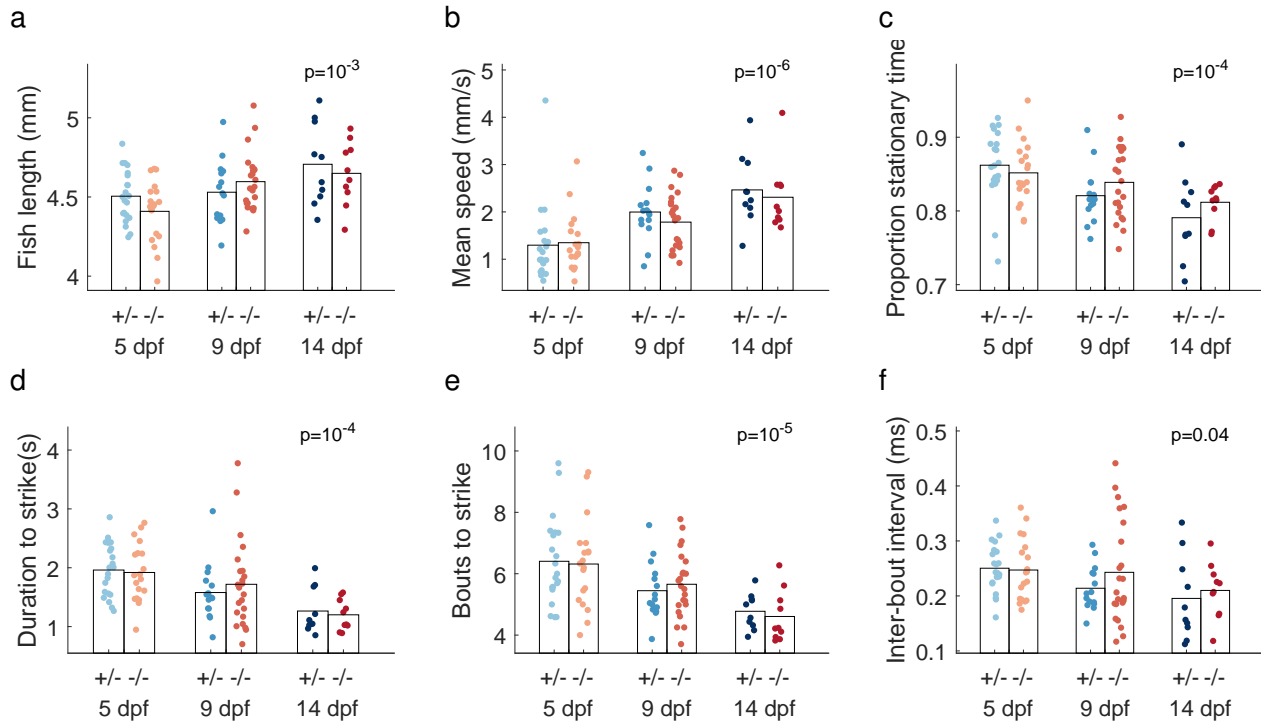 a
Fish length (mm)
p=10^-3
5
4.5
4
+/- -/- +/- -/- +/- -/-
5 dpf 9 dpf 14 dpf
b
Mean speed (mm/s)
p=10^-6
5
4
3
2
1
+/- -/- +/- -/- +/- -/-
5 dpf 9 dpf 14 dpf
c
Proportion stationary time
p=10^-4
0.9
0.8
0.7
+/- -/- +/- -/- +/- -/-
5 dpf 9 dpf 14 dpf
d
Duration to strike(s)
p=10^-4
4
3
2
1
+/- -/- +/- -/- +/- -/-
5 dpf 9 dpf 14 dpf
e
Bouts to strike
p=10^-5
10
8
6
4
+/- -/- +/- -/- +/- -/-
5 dpf 9 dpf 14 dpf
f
Inter-bout interval (ms)
p=0.04
0.5
0.4
0.3
0.2
0.1
+/- -/- +/- -/- +/- -/-
5 dpf 9 dpf 14 dpf